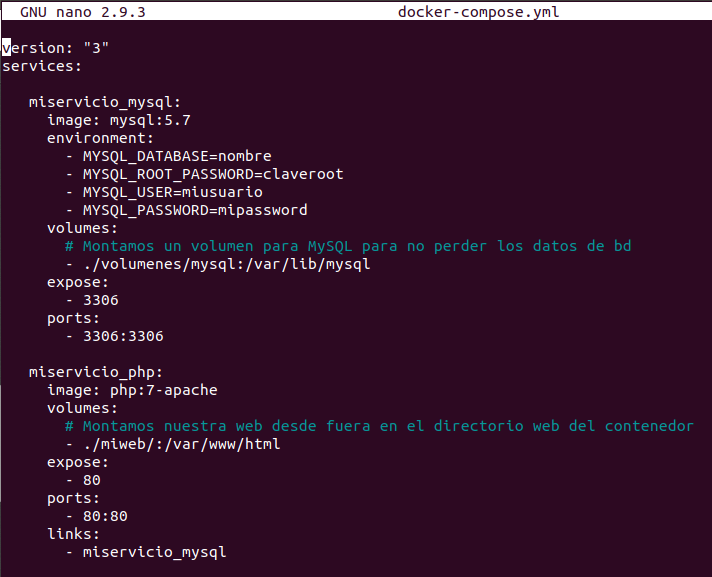 GNU nano 2.9.3 docker-compose.yml
version: "3"
services:
miservicio_mysql:
image: mysql:5.7
environment:
- MYSQL_DATABASE=nombre
- MYSQL_ROOT_PASSWORD=claveroot
- MYSQL_USER=miusuario
- MYSQL_PASSWORD=mipassword
volumes:
# Montamos un volumen para MySQL para no perder los datos de bd
- ./volumenes/mysql:/var/lib/mysql
expose:
- 3306
ports:
- 3306:3306
miservicio_php:
image: php:7-apache
volumes:
# Montamos nuestra web desde fuera en el directorio web del contenedor
- ./miweb/:/var/www/html
expose:
- 80
ports:
- 80:80
links:
- miservicio_mysql